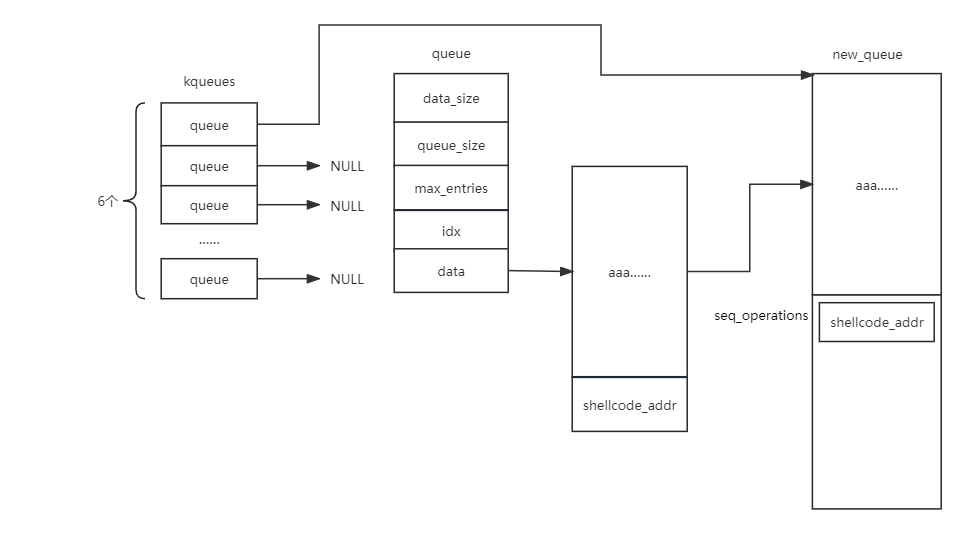 new_queue
queue
kqueues
data_size
queue
queue_size
queue
NULL
max_entries
aaa......
6个
queue
NULL
......
idx
queue
NULL
data
aaa......
seq_operations
shellcode_addr
shellcode_addr